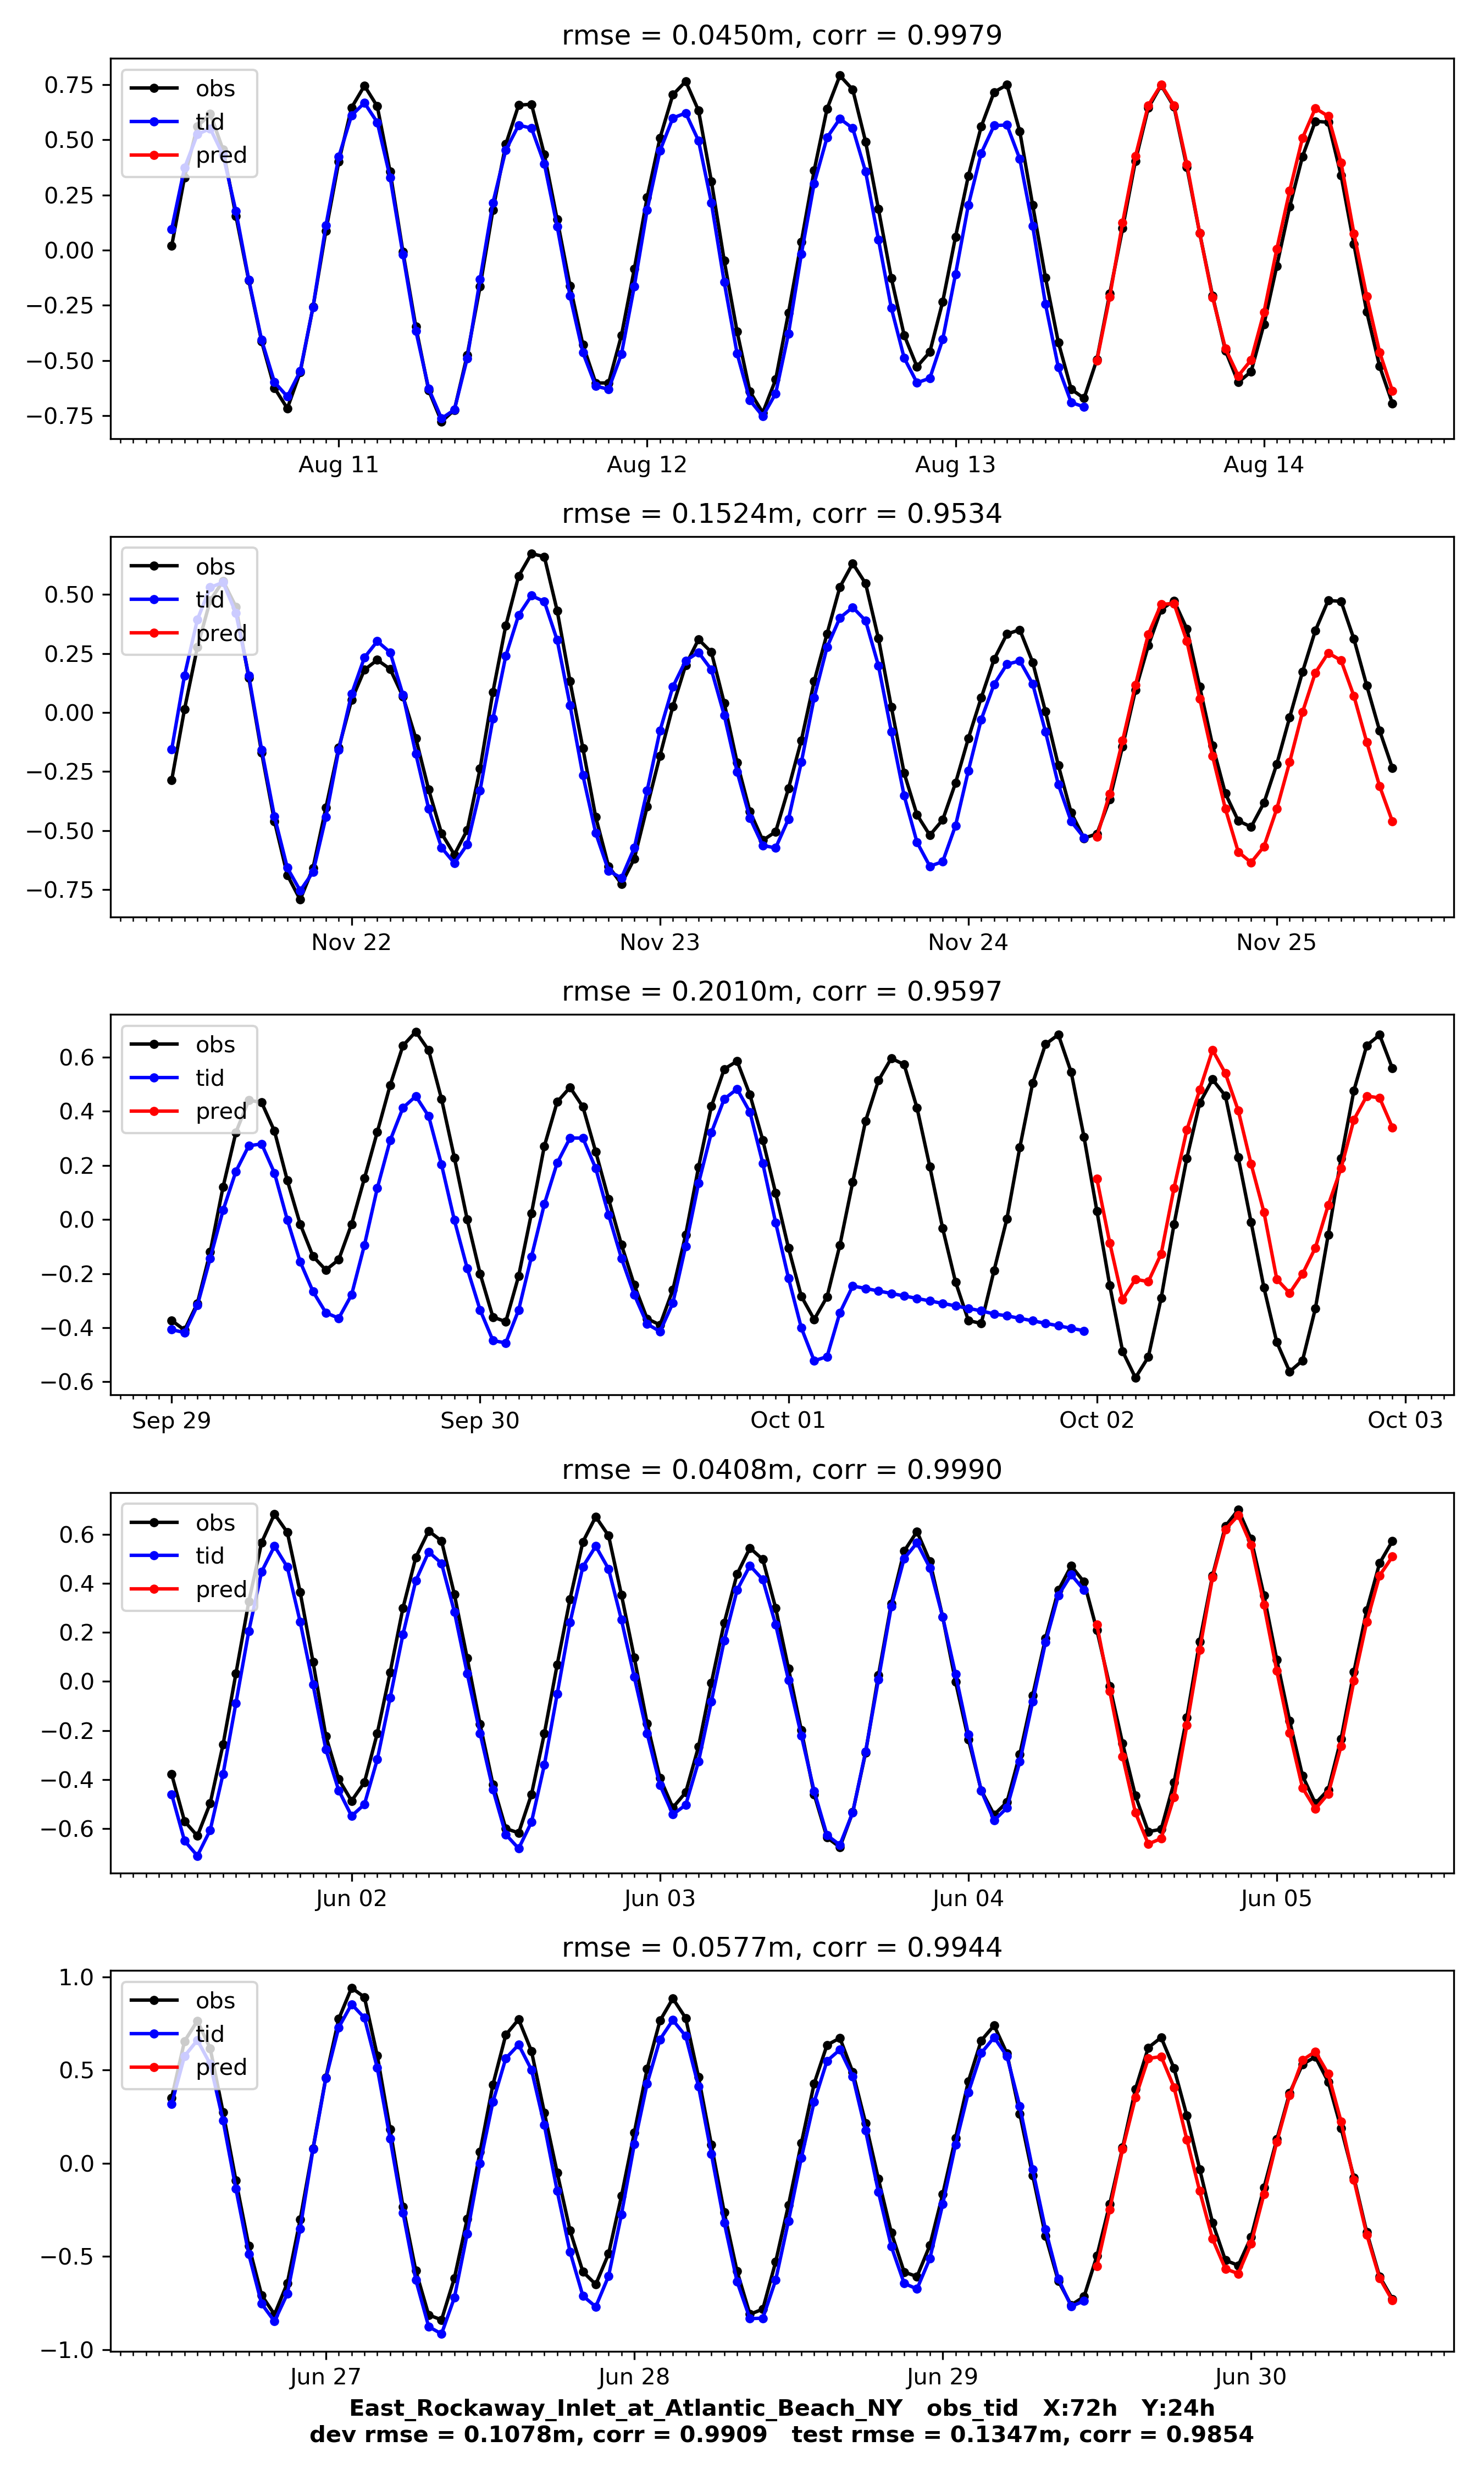 rmse = 0.0450m, corr = 0.9979
obs
tid
pred
0.75
0.50
0.25
0.00
−0.25
−0.50
−0.75
Aug 11 Aug 12 Aug 13 Aug 14
rmse = 0.1524m, corr = 0.9534
obs
tid
pred
0.50
0.25
0.00
−0.25
−0.50
−0.75
Nov 22 Nov 23 Nov 24 Nov 25
rmse = 0.2010m, corr = 0.9597
obs
tid
pred
0.6
0.4
0.2
0.0
−0.2
−0.4
−0.6
Sep 29 Sep 30 Oct 01 Oct 02 Oct 03
rmse = 0.0408m, corr = 0.9990
obs
tid
pred
0.6
0.4
0.2
0.0
−0.2
−0.4
−0.6
Jun 02 Jun 03 Jun 04 Jun 05
rmse = 0.0577m, corr = 0.9944
obs
tid
pred
1.0
0.5
0.0
−0.5
−1.0
Jun 27 Jun 28 Jun 29 Jun 30
East_Rockaway_Inlet_at_Atlantic_Beach_NY obs_tid X:72h Y:24h
dev rmse = 0.1078m, corr = 0.9909 test rmse = 0.1347m, corr = 0.9854